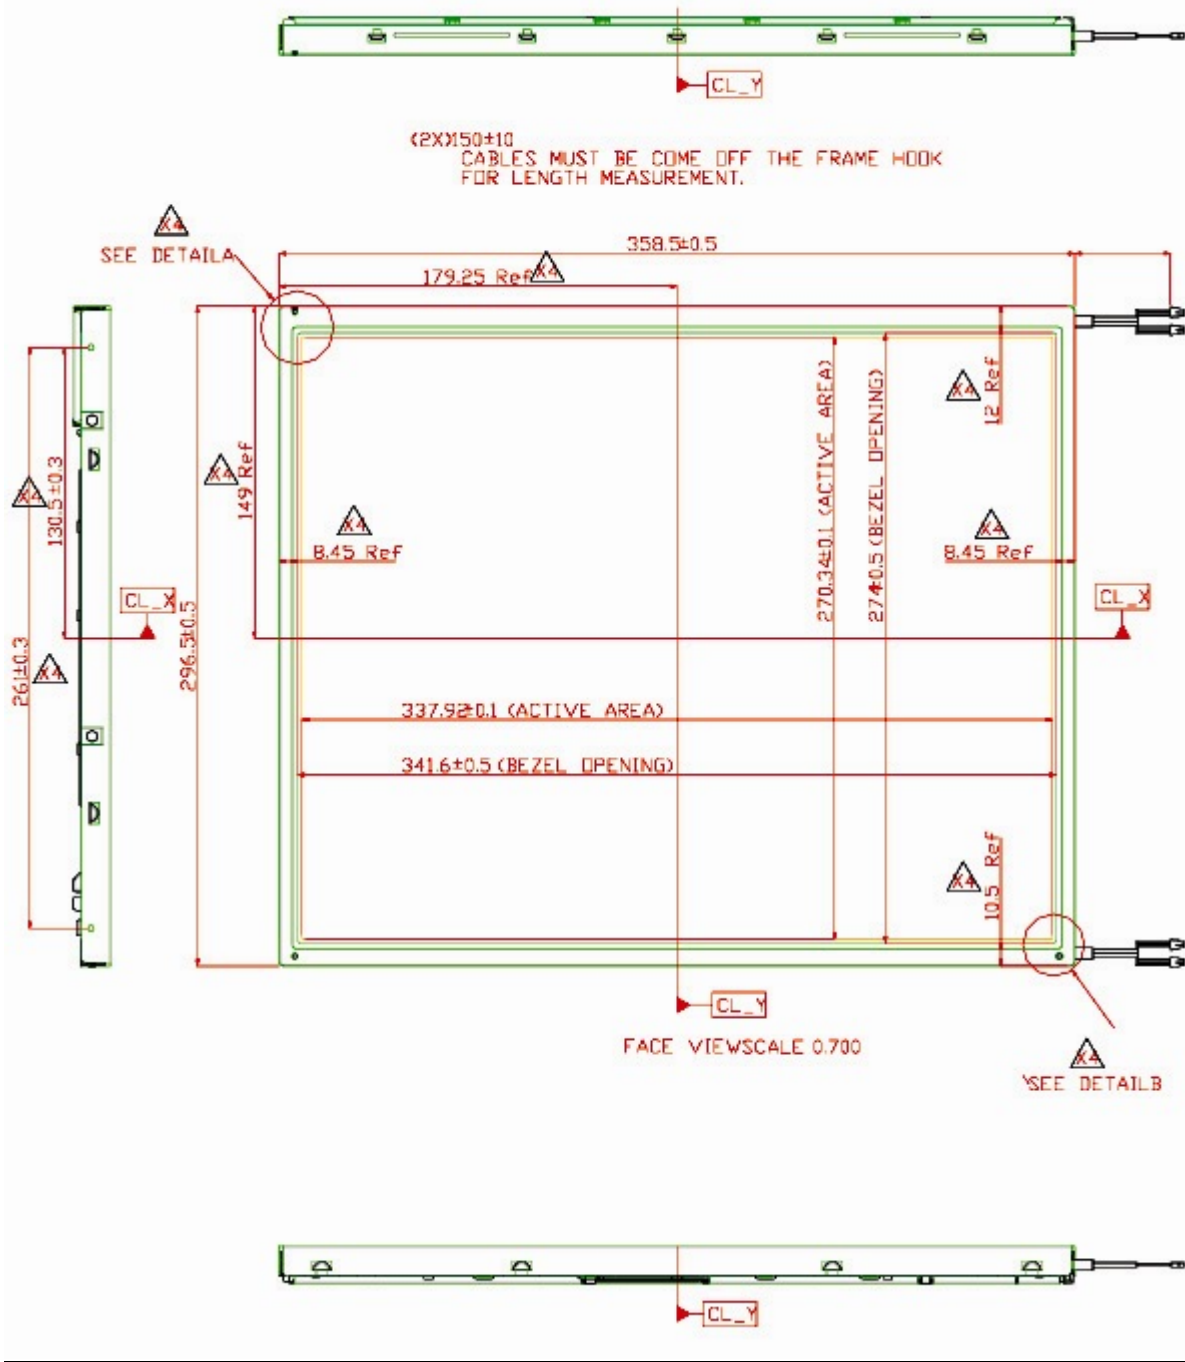 CL_Y
(2X)150±10
CABLES MUST BE COME OFF THE FRAME HOOK
FOR LENGTH MEASUREMENT.
X4
SEE DETAILA
358.5±0.5
179.25 Ref
X4
X4
12 Ref
270.34±0.1 (ACTIVE AREA)
274±0.5 (BEZEL OPENING)
X4
149 Ref
X4
130.5±0.3
X4
8.45 Ref
X4
8.45 Ref
CL_X
CL_X
296.5±0.5
261±0.3
X4
337.92±0.1 (ACTIVE AREA)
341.6±0.5 (BEZEL OPENING)
X4
10.5 Ref
CL_Y
FACE VIEWSCALE 0.700
X4
SEE DETAILB
CL_Y